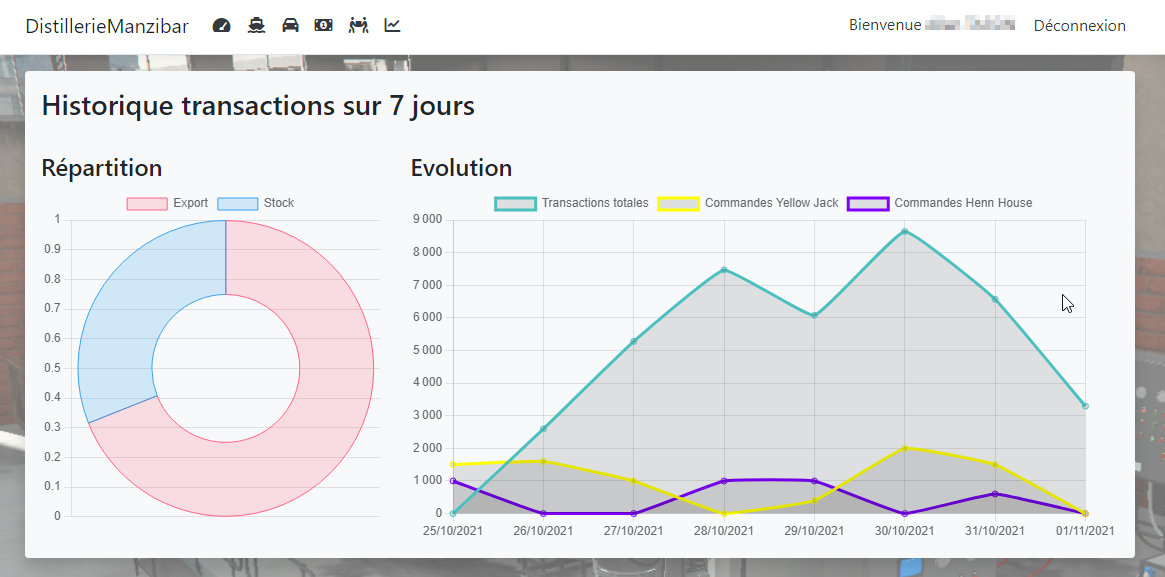 DistillerieManzibar
Bienvenue
Déconnexion
Historique transactions sur 7 jours
Répartition
Export Stock
1
0.9
0.8
0.7
0.6
0.5
0.4
0.3
0.2
0.1
0
Evolution
Transactions totales Commandes Yellow Jack Commandes Henn House
9 000
8 000
7 000
6 000
5 000
4 000
3 000
2 000
1 000
0
25/10/2021 26/10/2021 27/10/2021 28/10/2021 29/10/2021 30/10/2021 31/10/2021 01/11/2021